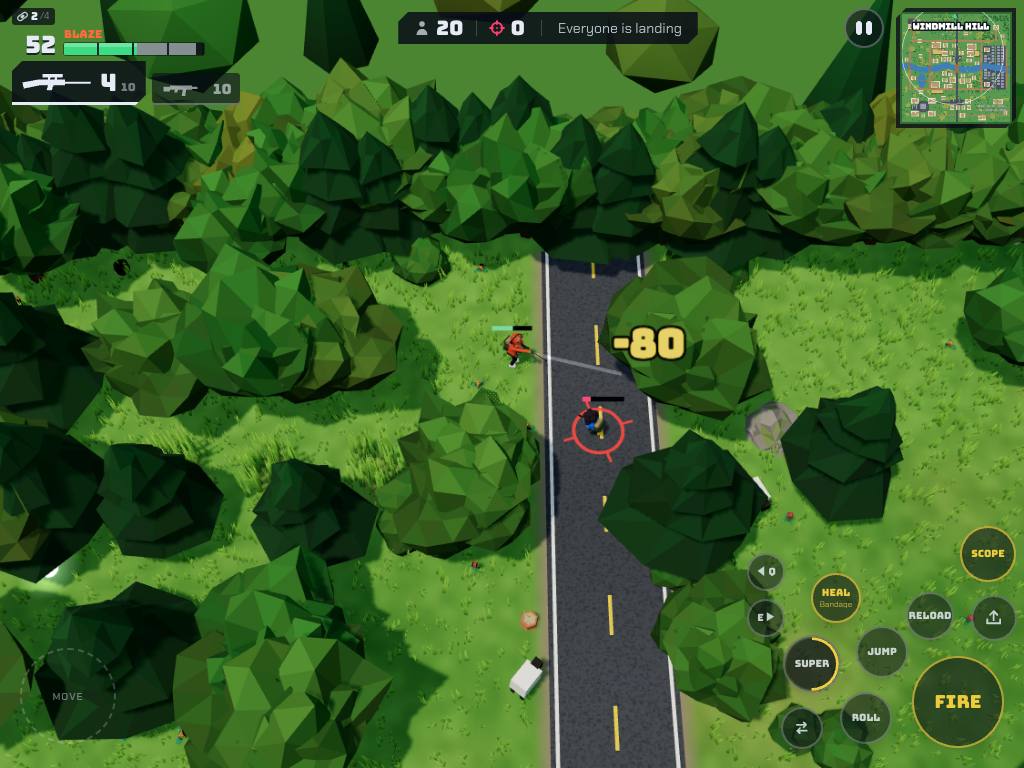 2/4
52 BLAZE
4 10
10
20
0
Everyone is landing
WINDMILL HILL
-80
SCOPE
Q
HEAL
Bandage
E
RELOAD
SUPER
JUMP
MOVE
FIRE
ROLL